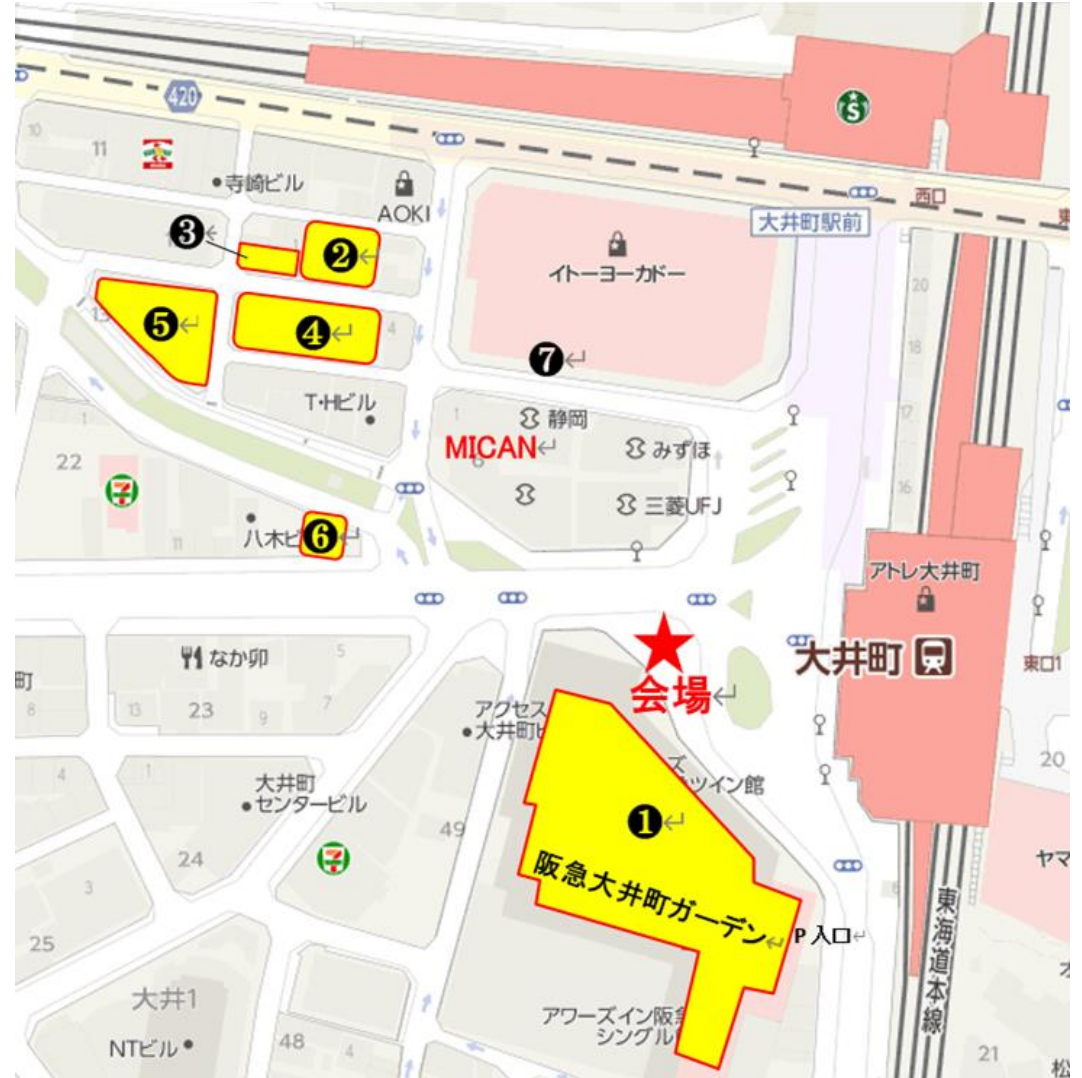 420
10
11
寺崎ビル
AOKI
西口
大井町駅前
イトーヨーカドー
❸
❷
20
❺
13
❹
4
❼
18
T・Hビル
1
静岡
MICAN
6
みずほ
17
22
1
三菱UFJ
16
八木ビ
❻
11
アトレ大井町
大井町
東口1
なか卯
5
町
8
13
23
9
7
会場
アクセス
大井町ビ
ズ
ツイン館
20
4
1
大井町
センタービル
❶
49
24
ヤマ
3
阪急大井町ガーデン
P 入口
8
25
東海道本線
大井1
アワーズイン阪急
シングル
NTビル
48
4
21
松